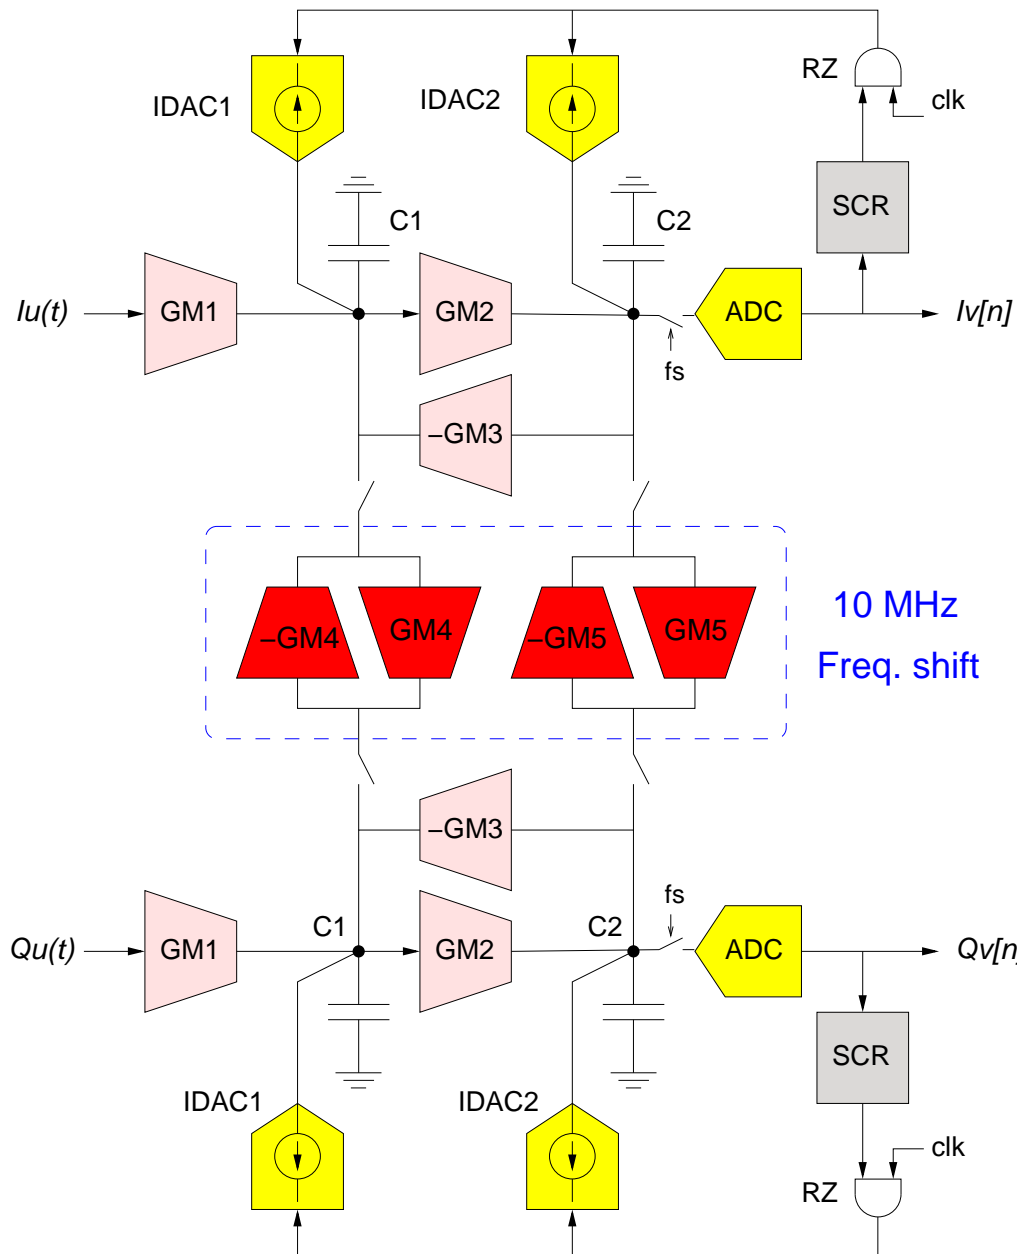 RZ
IDAC1
IDAC2
clk
SCR
C1
C2
Iu(t)
GM1
GM2
ADC
Iv[n]
fs
–GM3
10 MHz
–GM4
GM4
–GM5
GM5
Freq. shift
–GM3
fs
C1
C2
Qu(t)
GM1
GM2
ADC
Qv[n]
SCR
IDAC1
IDAC2
clk
RZ